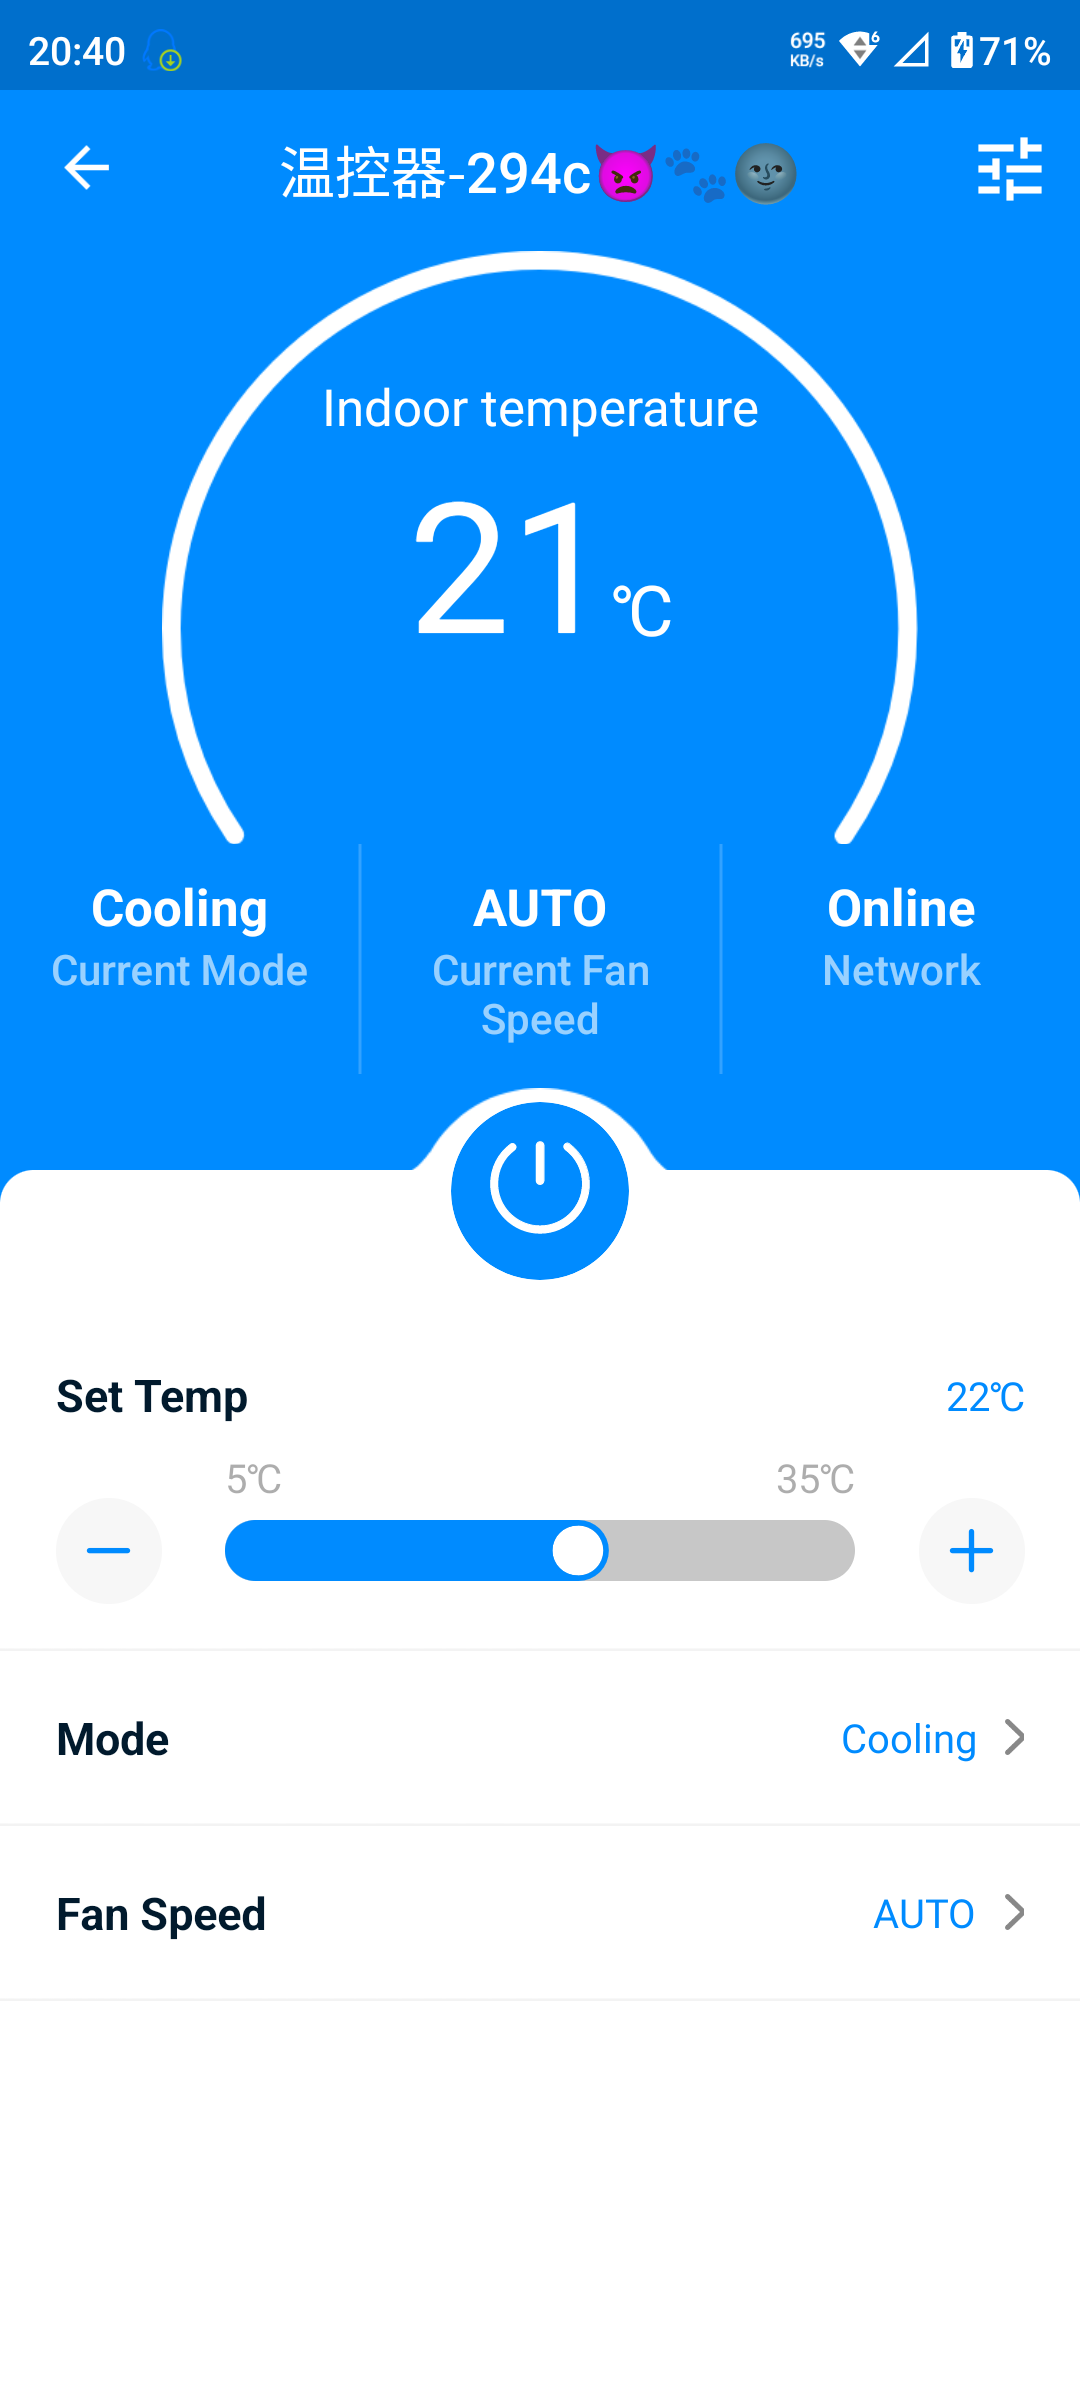 20:40
695
KB/s
6
71%
温控器-294c👿🐾🌚
Indoor temperature
21℃
Cooling
Current Mode
AUTO
Current Fan
Speed
Online
Network
Set Temp
22℃
5℃
35℃
Mode
Cooling
Fan Speed
AUTO